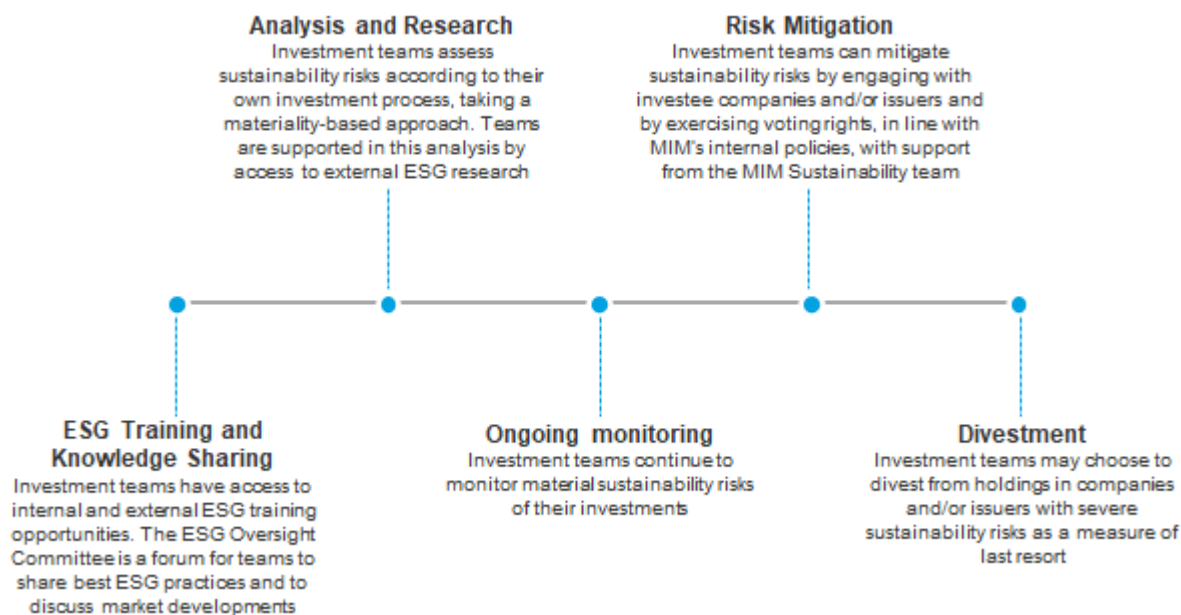 Analysis and Research
Investment teams assess
sustainability risks according to their
own investment process, taking a
materiality-based approach. Teams
are supported in this analysis by
access to external ESG research
Risk Mitigation
Investment teams can mitigate
sustainability risks by engaging with
investee companies and/or issuers and
by exercising voting rights, in line with
MIM's internal policies, with support
from the MIM Sustainability team
ESG Training and
Knowledge Sharing
Investment teams have access to
internal and external ESG training
opportunities. The ESG Oversight
Committee is a forum for teams to
share best ESG practices and to
discuss market developments
Ongoing monitoring
Investment teams continue to
monitor material sustainability risks
of their investments
Divestment
Investment teams may choose to
divest from holdings in companies
and/or issuers with severe
sustainability risks as a measure of
last resort